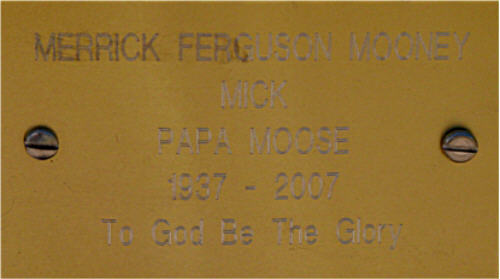 MERRICK FERGUSON MOONEY
MICK
PAPA MOOSE
1937 - 2007
To God Be The Glory